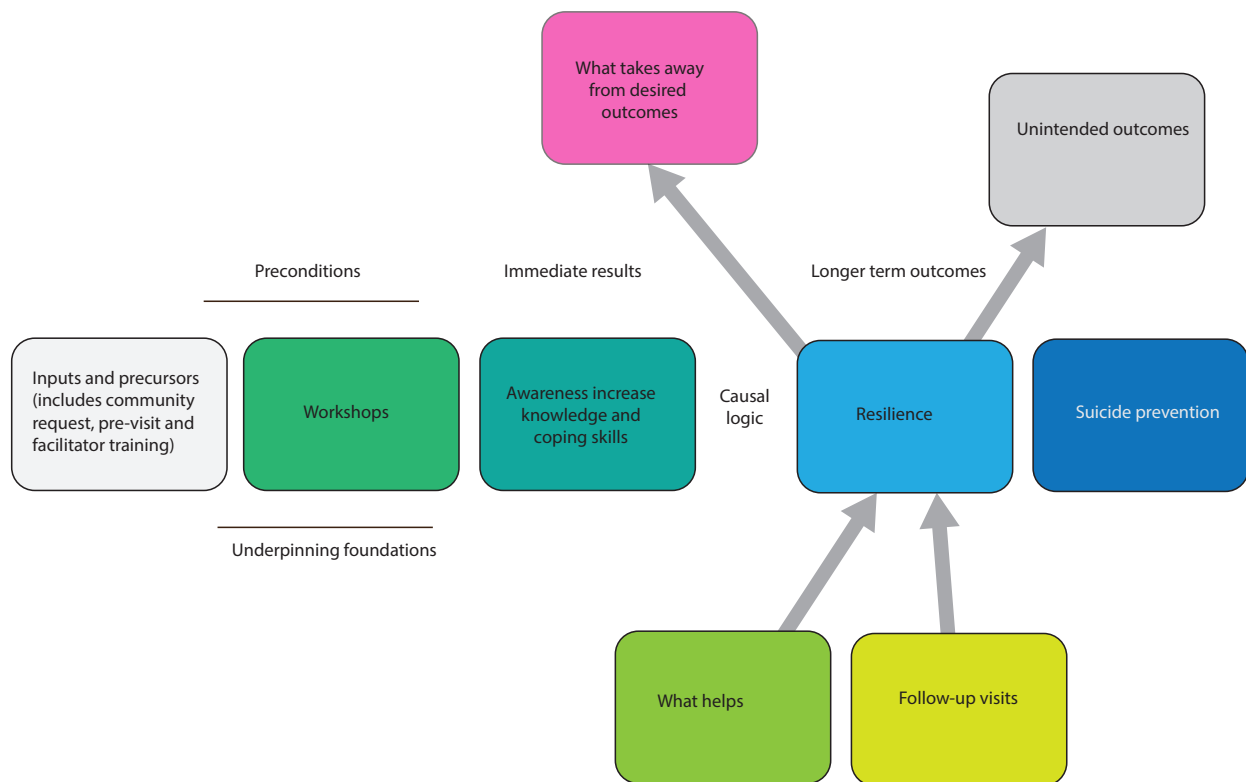 What takes away
from desired
outcomes
Unintended outcomes
Preconditions
Immediate results
Longer term outcomes
Inputs and precursors
(includes community
request, pre-visit and
facilitator training)
Workshops
Awareness increase
knowledge and
coping skills
Causal
logic
Resilience
Suicide prevention
Underpinning foundations
What helps
Follow-up visits